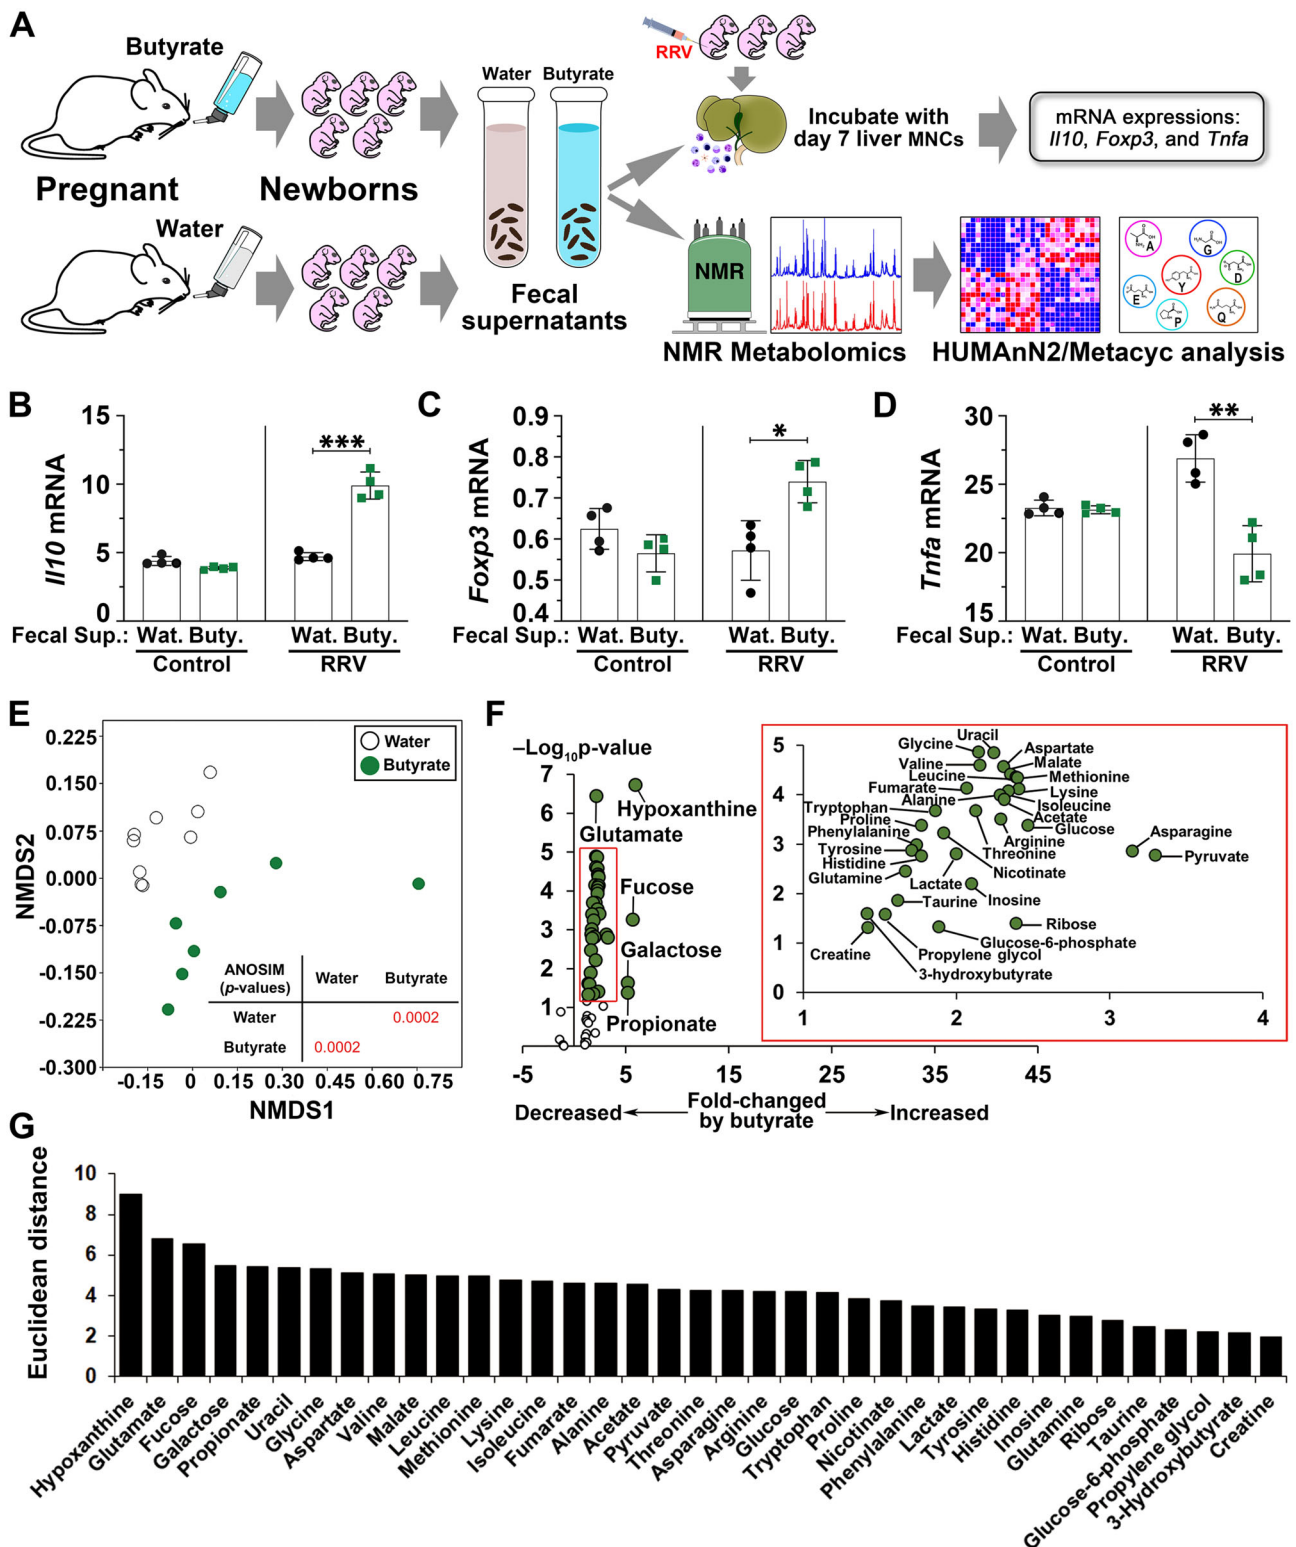 A
Butyrate
Pregnant
Newborns
Water
Water
Butyrate
Fecal
supernatants
RRV
Incubate with
day 7 liver MNCs
mRNA expressions:
Il10, Foxp3, and Tnfa
NMR
NMR Metabolomics
A
G
D
Y
E
P
Q
HUMAnN2/Metacyc analysis
B
Il10 mRNA
15
10
5
0
***
Fecal Sup.: Wat. Buty. Wat. Buty.
Control RRV
C
Foxp3 mRNA
0.9
0.8
0.7
0.6
0.5
0.4
*
Fecal Sup.: Wat. Buty. Wat. Buty.
Control RRV
D
Tnfa mRNA
30
25
20
15
**
Fecal Sup.: Wat. Buty. Wat. Buty.
Control RRV
E
NMDS2
0.225
0.150
0.075
0.000
-0.075
-0.150
-0.225
-0.300
Water
Butyrate
ANOSIM
(p-values)
Water Butyrate
Water 0.0002
Butyrate 0.0002
-0.15 0 0.15 0.30 0.45 0.60 0.75
NMDS1
F
–Log10p-value
7
6
5
4
3
2
1
Hypoxanthine
Glutamate
Fucose
Galactose
Propionate
-5 5 15 25 35 45
Decreased
Fold-changed
by butyrate
Increased
5
4
3
2
1
0
1 2 3 4
Uracil
Glycine
Aspartate
Valine
Malate
Leucine
Methionine
Fumarate
Lysine
Alanine
Isoleucine
Tryptophan
Acetate
Proline
Glucose
Phenylalanine
Arginine
Asparagine
Tyrosine
Threonine
Pyruvate
Histidine
Nicotinate
Glutamine
Lactate
Taurine
Inosine
Ribose
Glucose-6-phosphate
Creatine
Propylene glycol
3-hydroxybutyrate
G
Euclidean distance
10
8
6
4
2
0
Hypoxanthine
Glutamate
Fucose
Galactose
Propionate
Uracil
Glycine
Aspartate
Valine
Malate
Leucine
Methionine
Lysine
Isoleucine
Fumarate
Alanine
Acetate
Pyruvate
Threonine
Asparagine
Arginine
Glucose
Tryptophan
Proline
Nicotinate
Phenylalanine
Lactate
Tyrosine
Histidine
Inosine
Glutamine
Ribose
Taurine
Glucose-6-phosphate
Propylene glycol
3-Hydroxybutyrate
Creatine